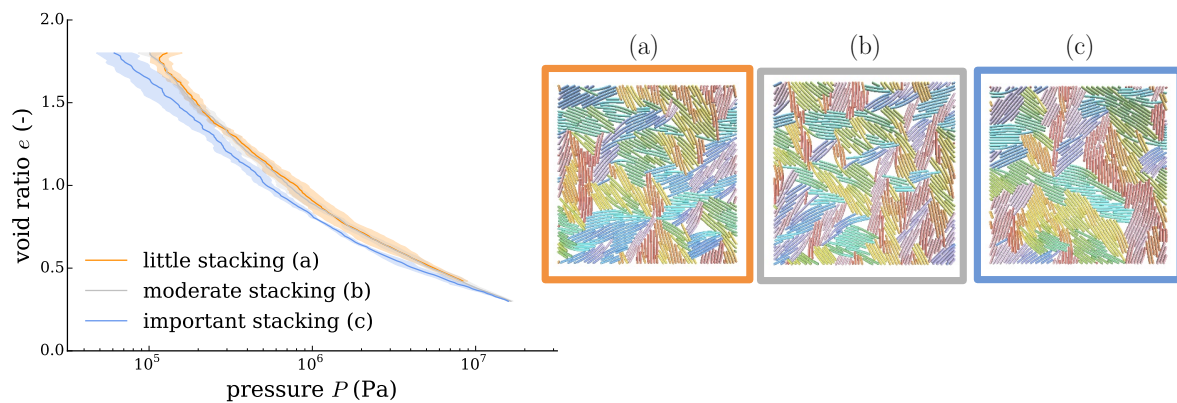 (a)
(b)
(c)
2.0
1.5
1.0
0.5
0.0
void ratio e (-)
little stacking (a)
moderate stacking (b)
important stacking (c)
10^5
10^6
10^7
pressure P (Pa)